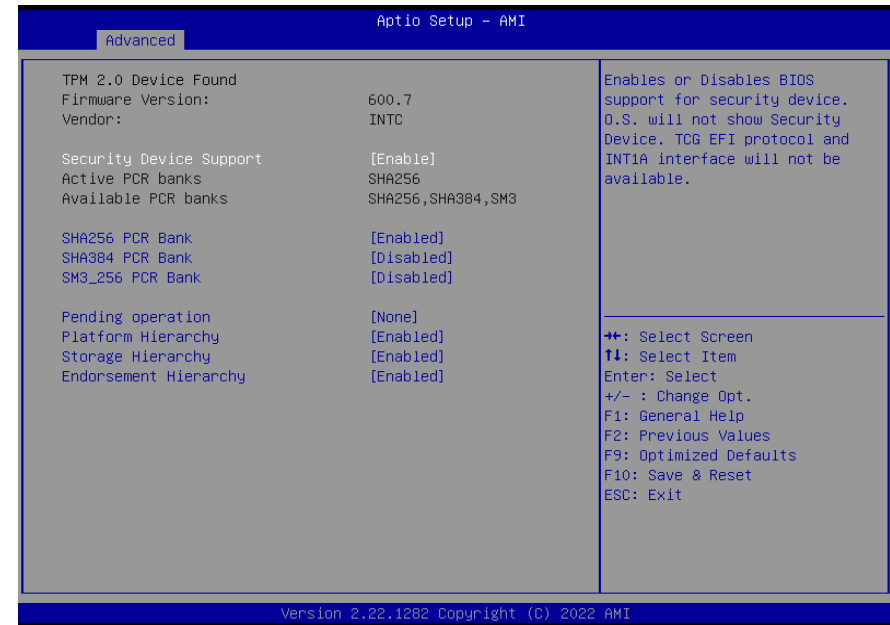 Aptio Setup – AMI
Advanced
TPM 2.0 Device Found
Firmware Version: 600.7
Vendor: INTC
Security Device Support [Enable]
Active PCR banks SHA256
Available PCR banks SHA256,SHA384,SM3
SHA256 PCR Bank [Enabled]
SHA384 PCR Bank [Disabled]
SM3_256 PCR Bank [Disabled]
Pending operation [None]
Platform Hierarchy [Enabled]
Storage Hierarchy [Enabled]
Endorsement Hierarchy [Enabled]
Enables or Disables BIOS
support for security device.
O.S. will not show Security
Device. TCG EFI protocol and
INT1A interface will not be
available.
→←: Select Screen
↑↓: Select Item
Enter: Select
+/- : Change Opt.
F1: General Help
F2: Previous Values
F9: Optimized Defaults
F10: Save & Reset
ESC: Exit
Version 2.22.1282 Copyright (C) 2022 AMI